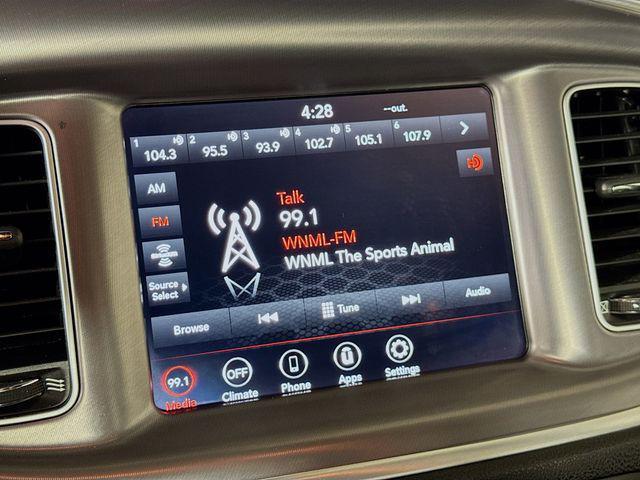 4:28 --out.
1 104.3 2 95.5 3 93.9 4 102.7 5 105.1 6 107.9
AM
FM
Source
Select
Talk
99.1
WNML-FM
WNML The Sports Animal
Browse Tune Audio
99.1 OFF
Media Climate Phone Apps Settings